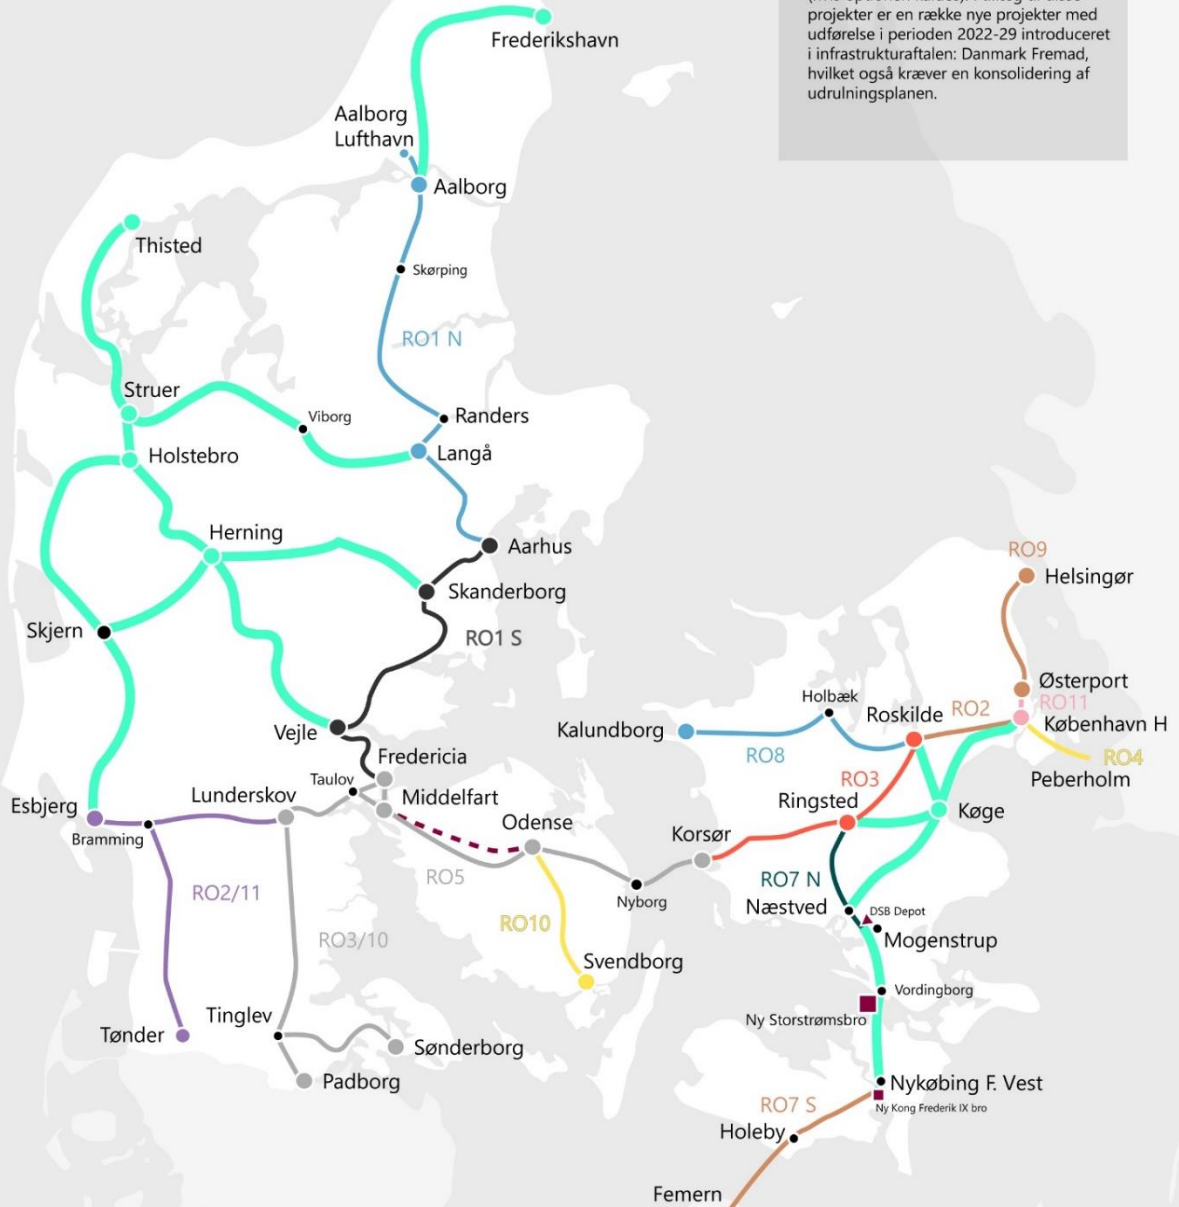 projekter er en række nye projekter med
udførelse i perioden 2022-29 introduceret
i infrastrukturaftalen: Danmark Fremad,
hvilket også kræver en konsolidering af
udrulningsplanen.
Frederikshavn
Aalborg
Lufthavn
Aalborg
Thisted
Skørping
RO1 N
Struer
Viborg
Randers
Langå
Holstebro
Herning
Aarhus
Skanderborg
Skjern
RO1 S
Vejle
Fredericia
Taulov
Middelfart
Lunderskov
Esbjerg
Bramming
Odense
RO5
RO2/11
RO3/10
RO10
Nyborg
Korsør
Svendborg
Tinglev
Tønder
Sønderborg
Padborg
RO9
Helsingør
Østerport
RO11
København H
Holbæk
Roskilde
RO2
Kalundborg
RO8
RO4
Peberholm
RO3
Ringsted
Køge
RO7 N
Næstved
DSB Depot
Mogenstrup
Vordingborg
Ny Storstrømsbro
Nykøbing F. Vest
Ny Kong Frederik IX bro
RO7 S
Holeby
Femern